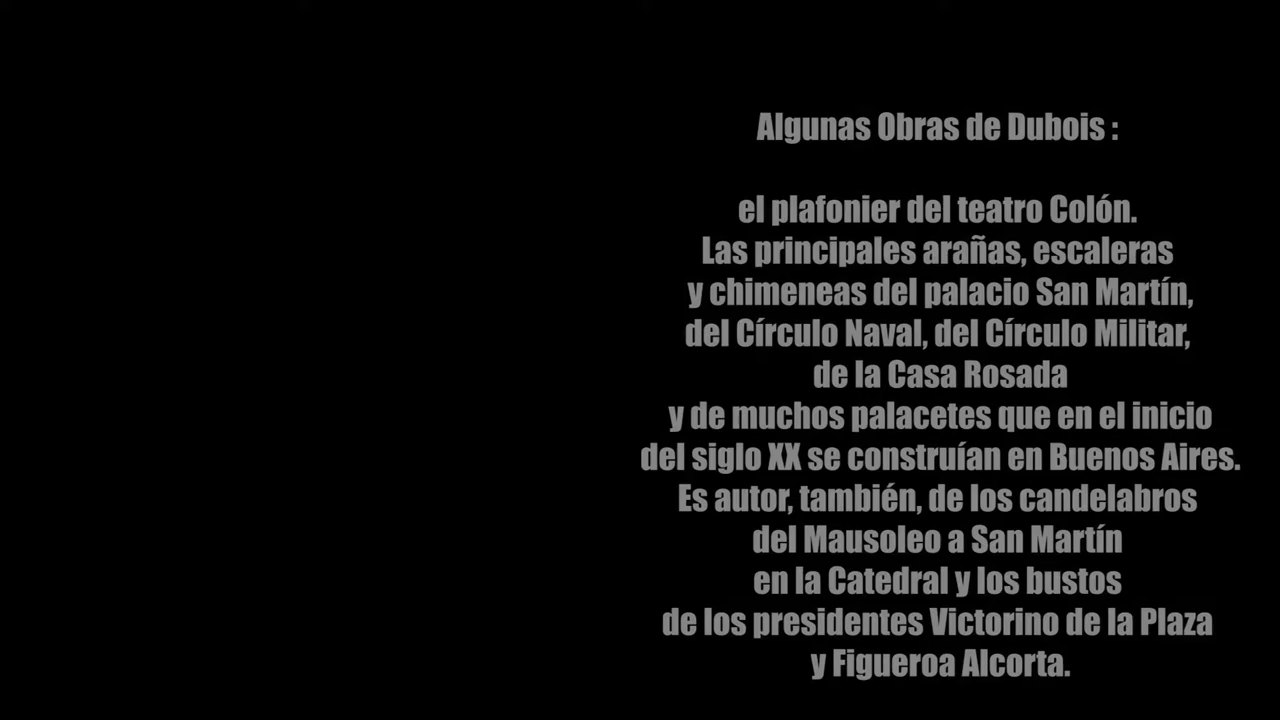 Algunas Obras de Dubois :
el plafonier del teatro Colón.
Las principales arañas, escaleras
y chimeneas del palacio San Martín,
del Círculo Naval, del Círculo Militar,
de la Casa Rosada
y de muchos palacetes que en el inicio
del siglo XX se construían en Buenos Aires.
Es autor, también, de los candelabros
del Mausoleo a San Martín
en la Catedral y los bustos
de los presidentes Victorino de la Plaza
y Figueroa Alcorta.